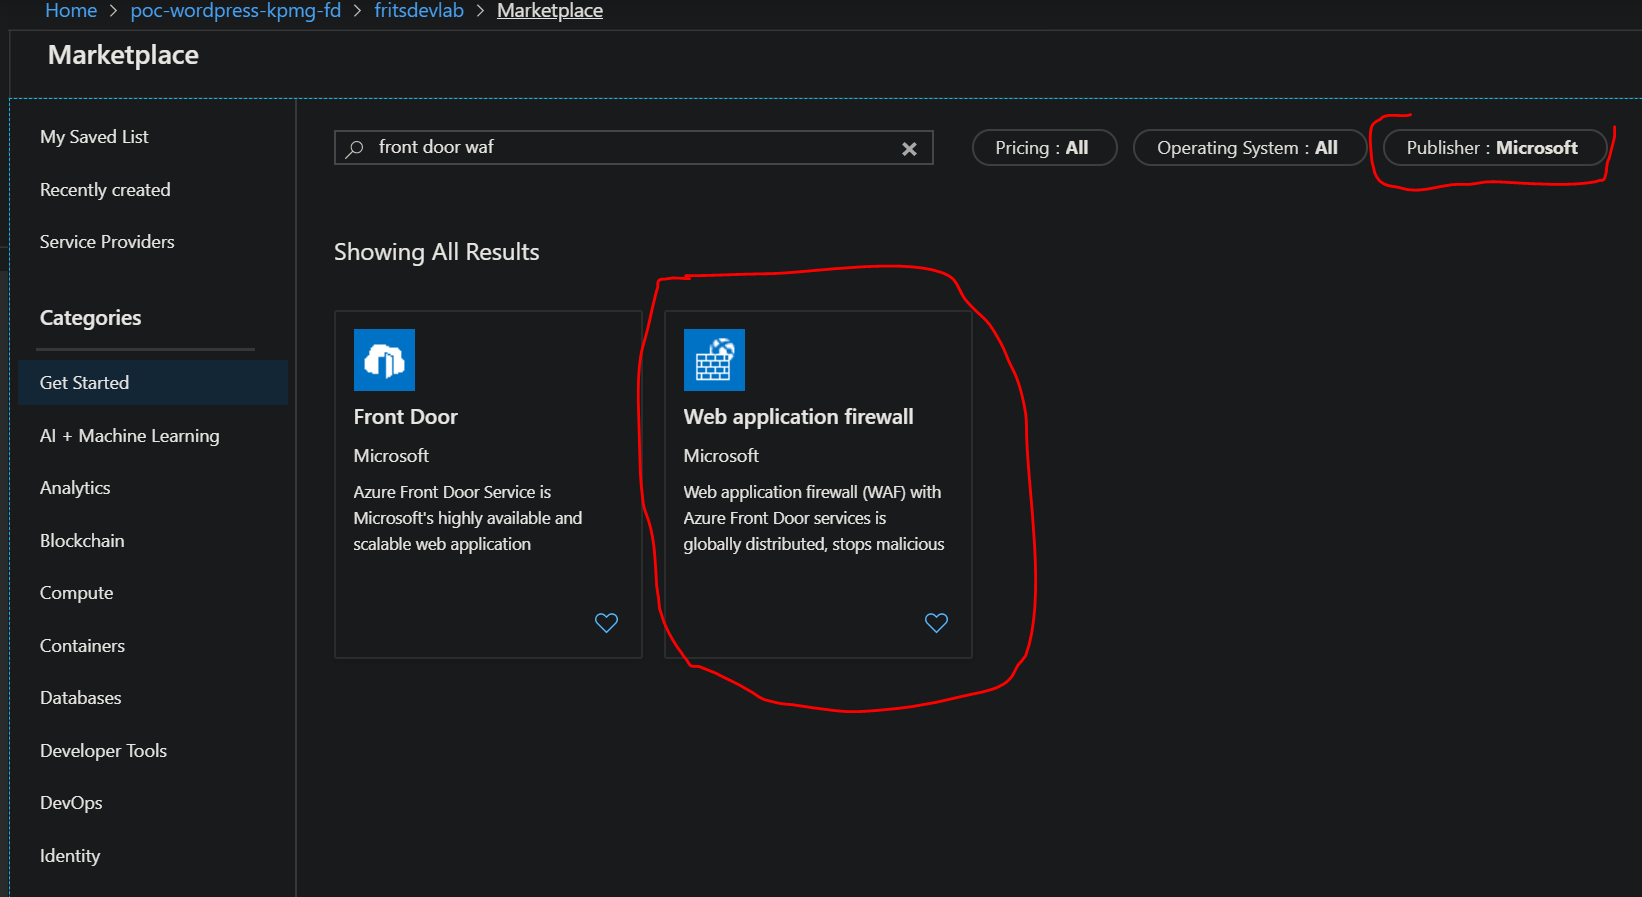 Home > poc-wordpress-kpmg-fd > fritsdevlab > Marketplace
Marketplace
My Saved List
Recently created
Service Providers
Categories
Get Started
AI + Machine Learning
Analytics
Blockchain
Compute
Containers
Databases
Developer Tools
DevOps
Identity
front door waf
Pricing : All
Operating System : All
Publisher : Microsoft
Showing All Results
Front Door
Microsoft
Azure Front Door Service is
Microsoft's highly available and
scalable web application
Web application firewall
Microsoft
Web application firewall (WAF) with
Azure Front Door services is
globally distributed, stops malicious